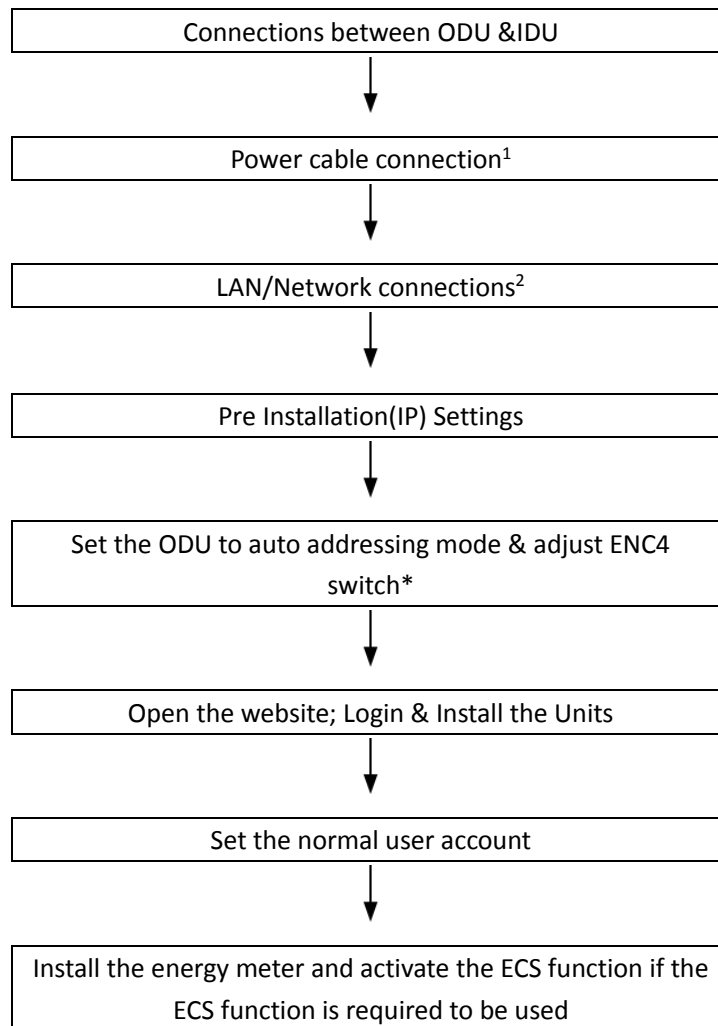 Connections between ODU &IDU
Power cable connection¹
LAN/Network connections²
Pre Installation(IP) Settings
Set the ODU to auto addressing mode & adjust ENC4
switch*
Open the website; Login & Install the Units
Set the normal user account
Install the energy meter and activate the ECS function if the
ECS function is required to be used